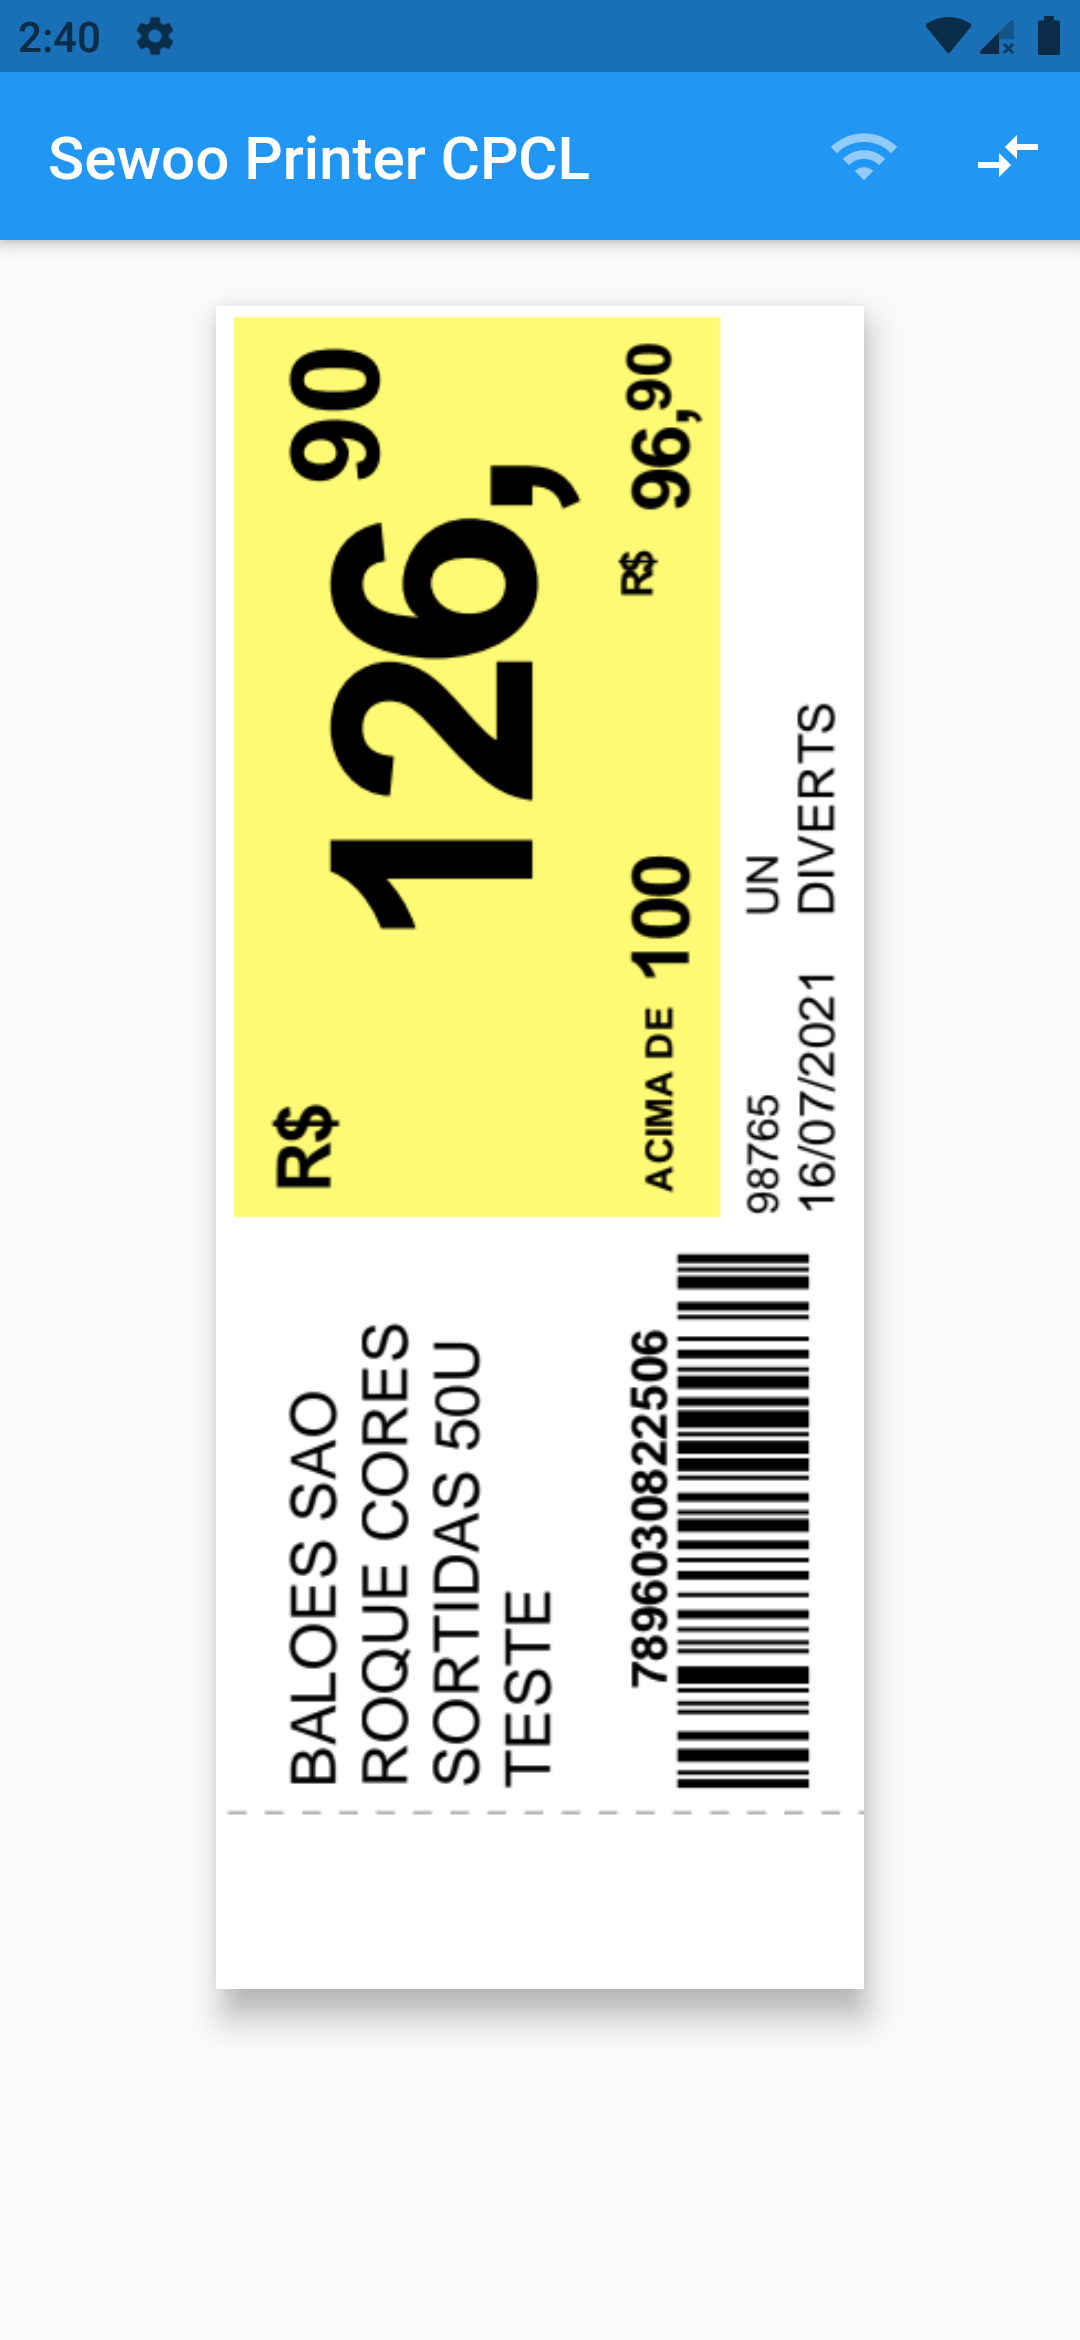 2:40
Sewoo Printer CPCL
BALOES SAO
ROQUE CORES
SORTIDAS 50U
TESTE
7896030822506
R$ 126,90
ACIMA DE 100 R$ 96,90
98765 UN
16/07/2021 DIVERTS